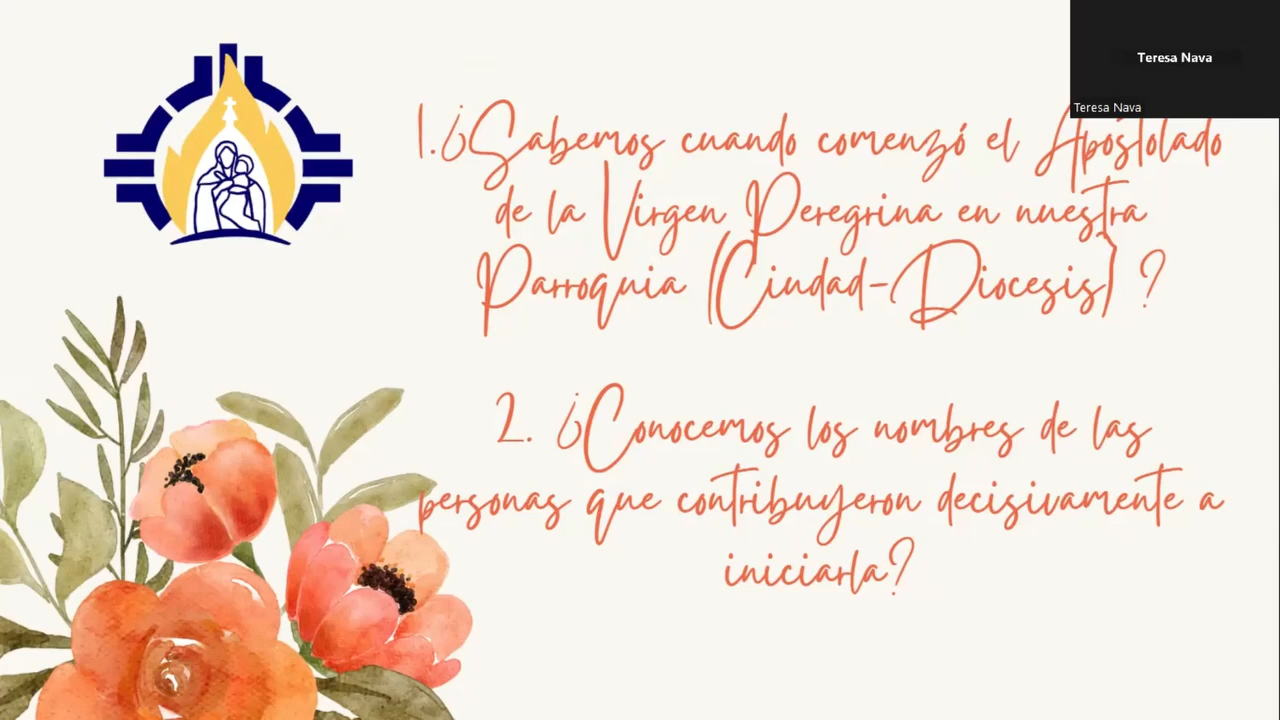 Teresa Nava
Teresa Nava
1.¿Sabemos cuando comenzó el Apóstolado
de la Virgen Peregrina en nuestra
Parroquia (Ciudad-Diocesis) ?
2. ¿Conocemos los nombres de las
personas que contribuyeron decisivamente a
iniciarla?